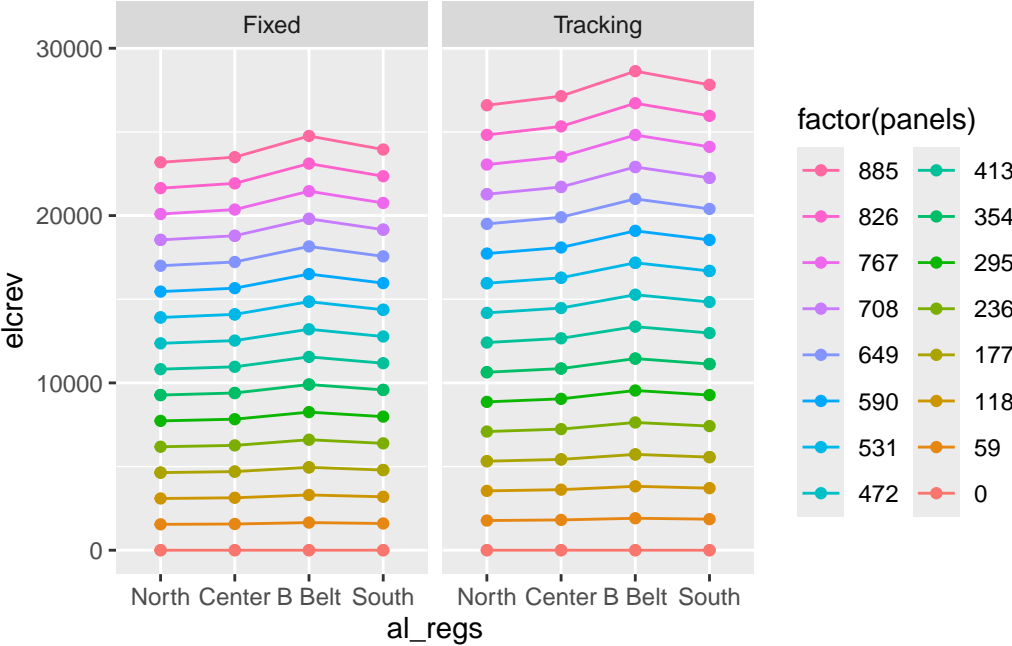 Fixed
Tracking
30000
20000
10000
0
elcrev
North Center B Belt South
North Center B Belt South
al_regs
factor(panels)
885 413
826 354
767 295
708 236
649 177
590 118
531 59
472 0